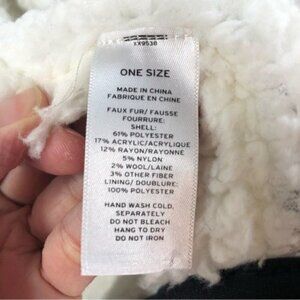 XX9538
ONE SIZE
MADE IN CHINA
FABRIQUE EN CHINE
FAUX FUR/ FAUSSE
FOURRURE:
SHELL:
61% POLYESTER
17% ACRYLIC/ACRYLIQUE
12% RAYON/RAYONNE
5% NYLON
2% WOOL/LAINE
3% OTHER FIBER
LINING/ DOUBLURE:
100% POLYESTER
HAND WASH COLD,
SEPARATELY
DO NOT BLEACH
HANG TO DRY
DO NOT IRON